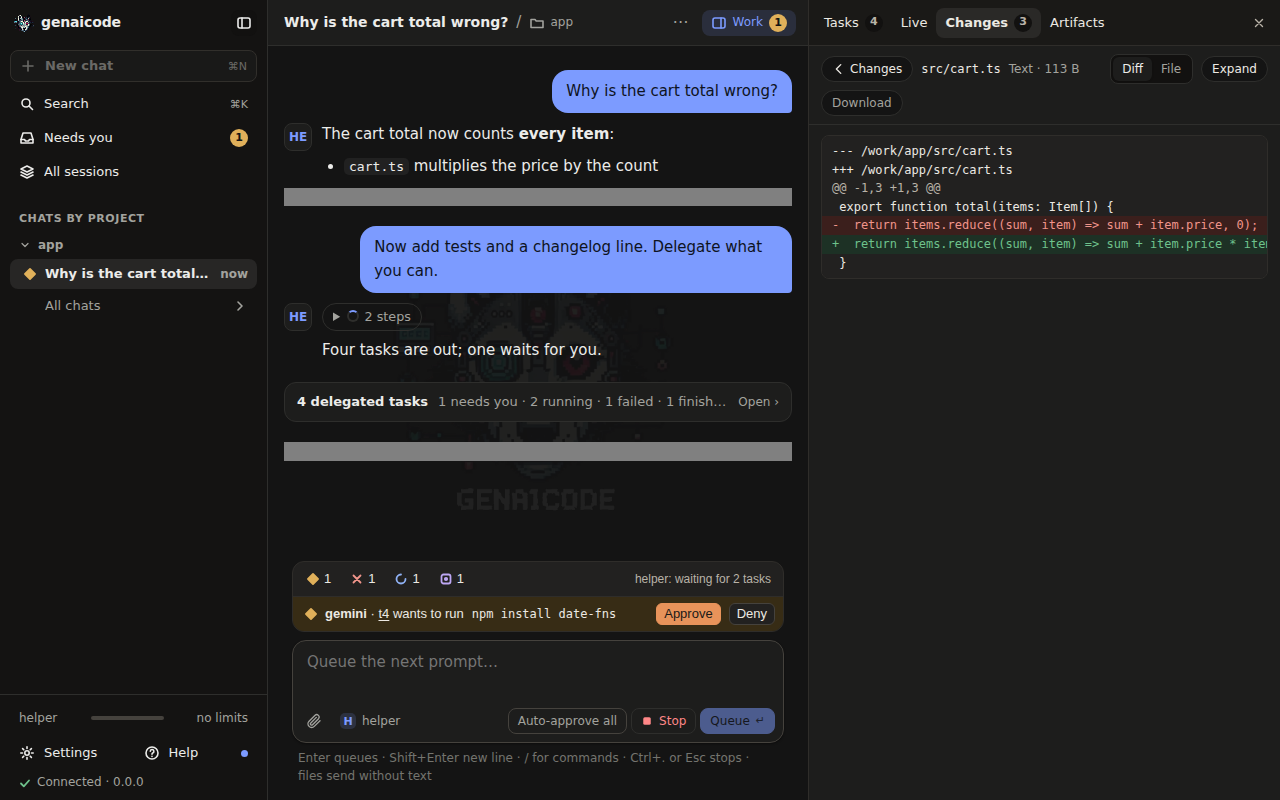 genaicode
New chat ⌘N
Search ⌘K
Needs you 1
All sessions
CHATS BY PROJECT
app
Why is the cart total… now
All chats
helper no limits
Settings Help
Connected · 0.0.0
Why is the cart total wrong? / app ··· Work 1
Why is the cart total wrong?
HE The cart total now counts every item:
• cart.ts multiplies the price by the count
Now add tests and a changelog line. Delegate what
you can.
HE 2 steps
Four tasks are out; one waits for you.
4 delegated tasks 1 needs you · 2 running · 1 failed · 1 finish… Open ›
GENAICODE
1 1 1 1 helper: waiting for 2 tasks
gemini · t4 wants to run npm install date-fns Approve Deny
Queue the next prompt…
H helper Auto-approve all Stop Queue ↵
Enter queues · Shift+Enter new line · / for commands · Ctrl+. or Esc stops ·
files send without text
Tasks 4 Live Changes 3 Artifacts
Changes src/cart.ts Text · 113 B Diff File Expand
Download
--- /work/app/src/cart.ts
+++ /work/app/src/cart.ts
@@ -1,3 +1,3 @@
export function total(items: Item[]) {
-  return items.reduce((sum, item) => sum + item.price, 0);
+  return items.reduce((sum, item) => sum + item.price * ite
}